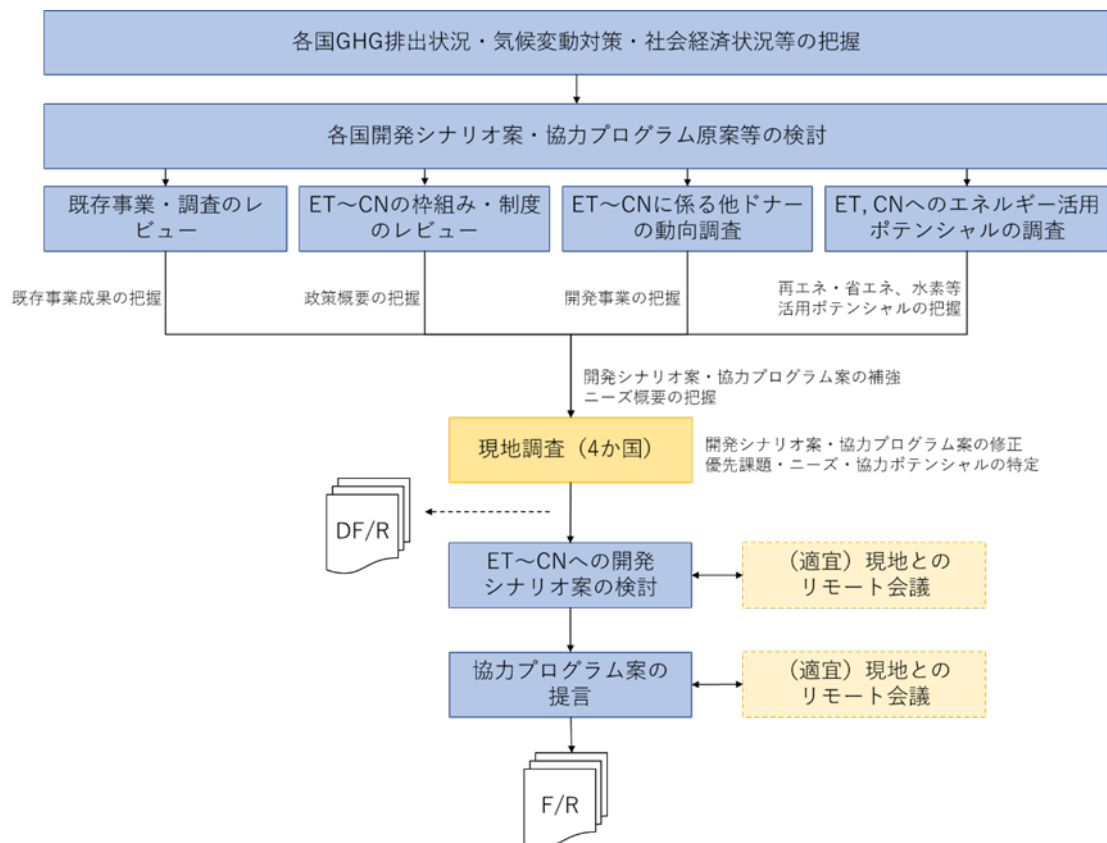 各国GHG排出状況・気候変動対策・社会経済状況等の把握
各国開発シナリオ案・協力プログラム原案等の検討
既存事業・調査のレ
ビュー
ET～CNの枠組み・制度
のレビュー
ET～CNに係る他ドナー
の動向調査
ET, CNへのエネルギー活用
ポテンシャルの調査
既存事業成果の把握
政策概要の把握
開発事業の把握
再エネ・省エネ、水素等
活用ポテンシャルの把握
開発シナリオ案・協力プログラム案の補強
ニーズ概要の把握
現地調査（4か国）
開発シナリオ案・協力プログラム案の修正
優先課題・ニーズ・協力ポテンシャルの特定
DF/R
ET～CNへの開発
シナリオ案の検討
（適宜）現地との
リモート会議
協力プログラム案の
提言
（適宜）現地との
リモート会議
F/R